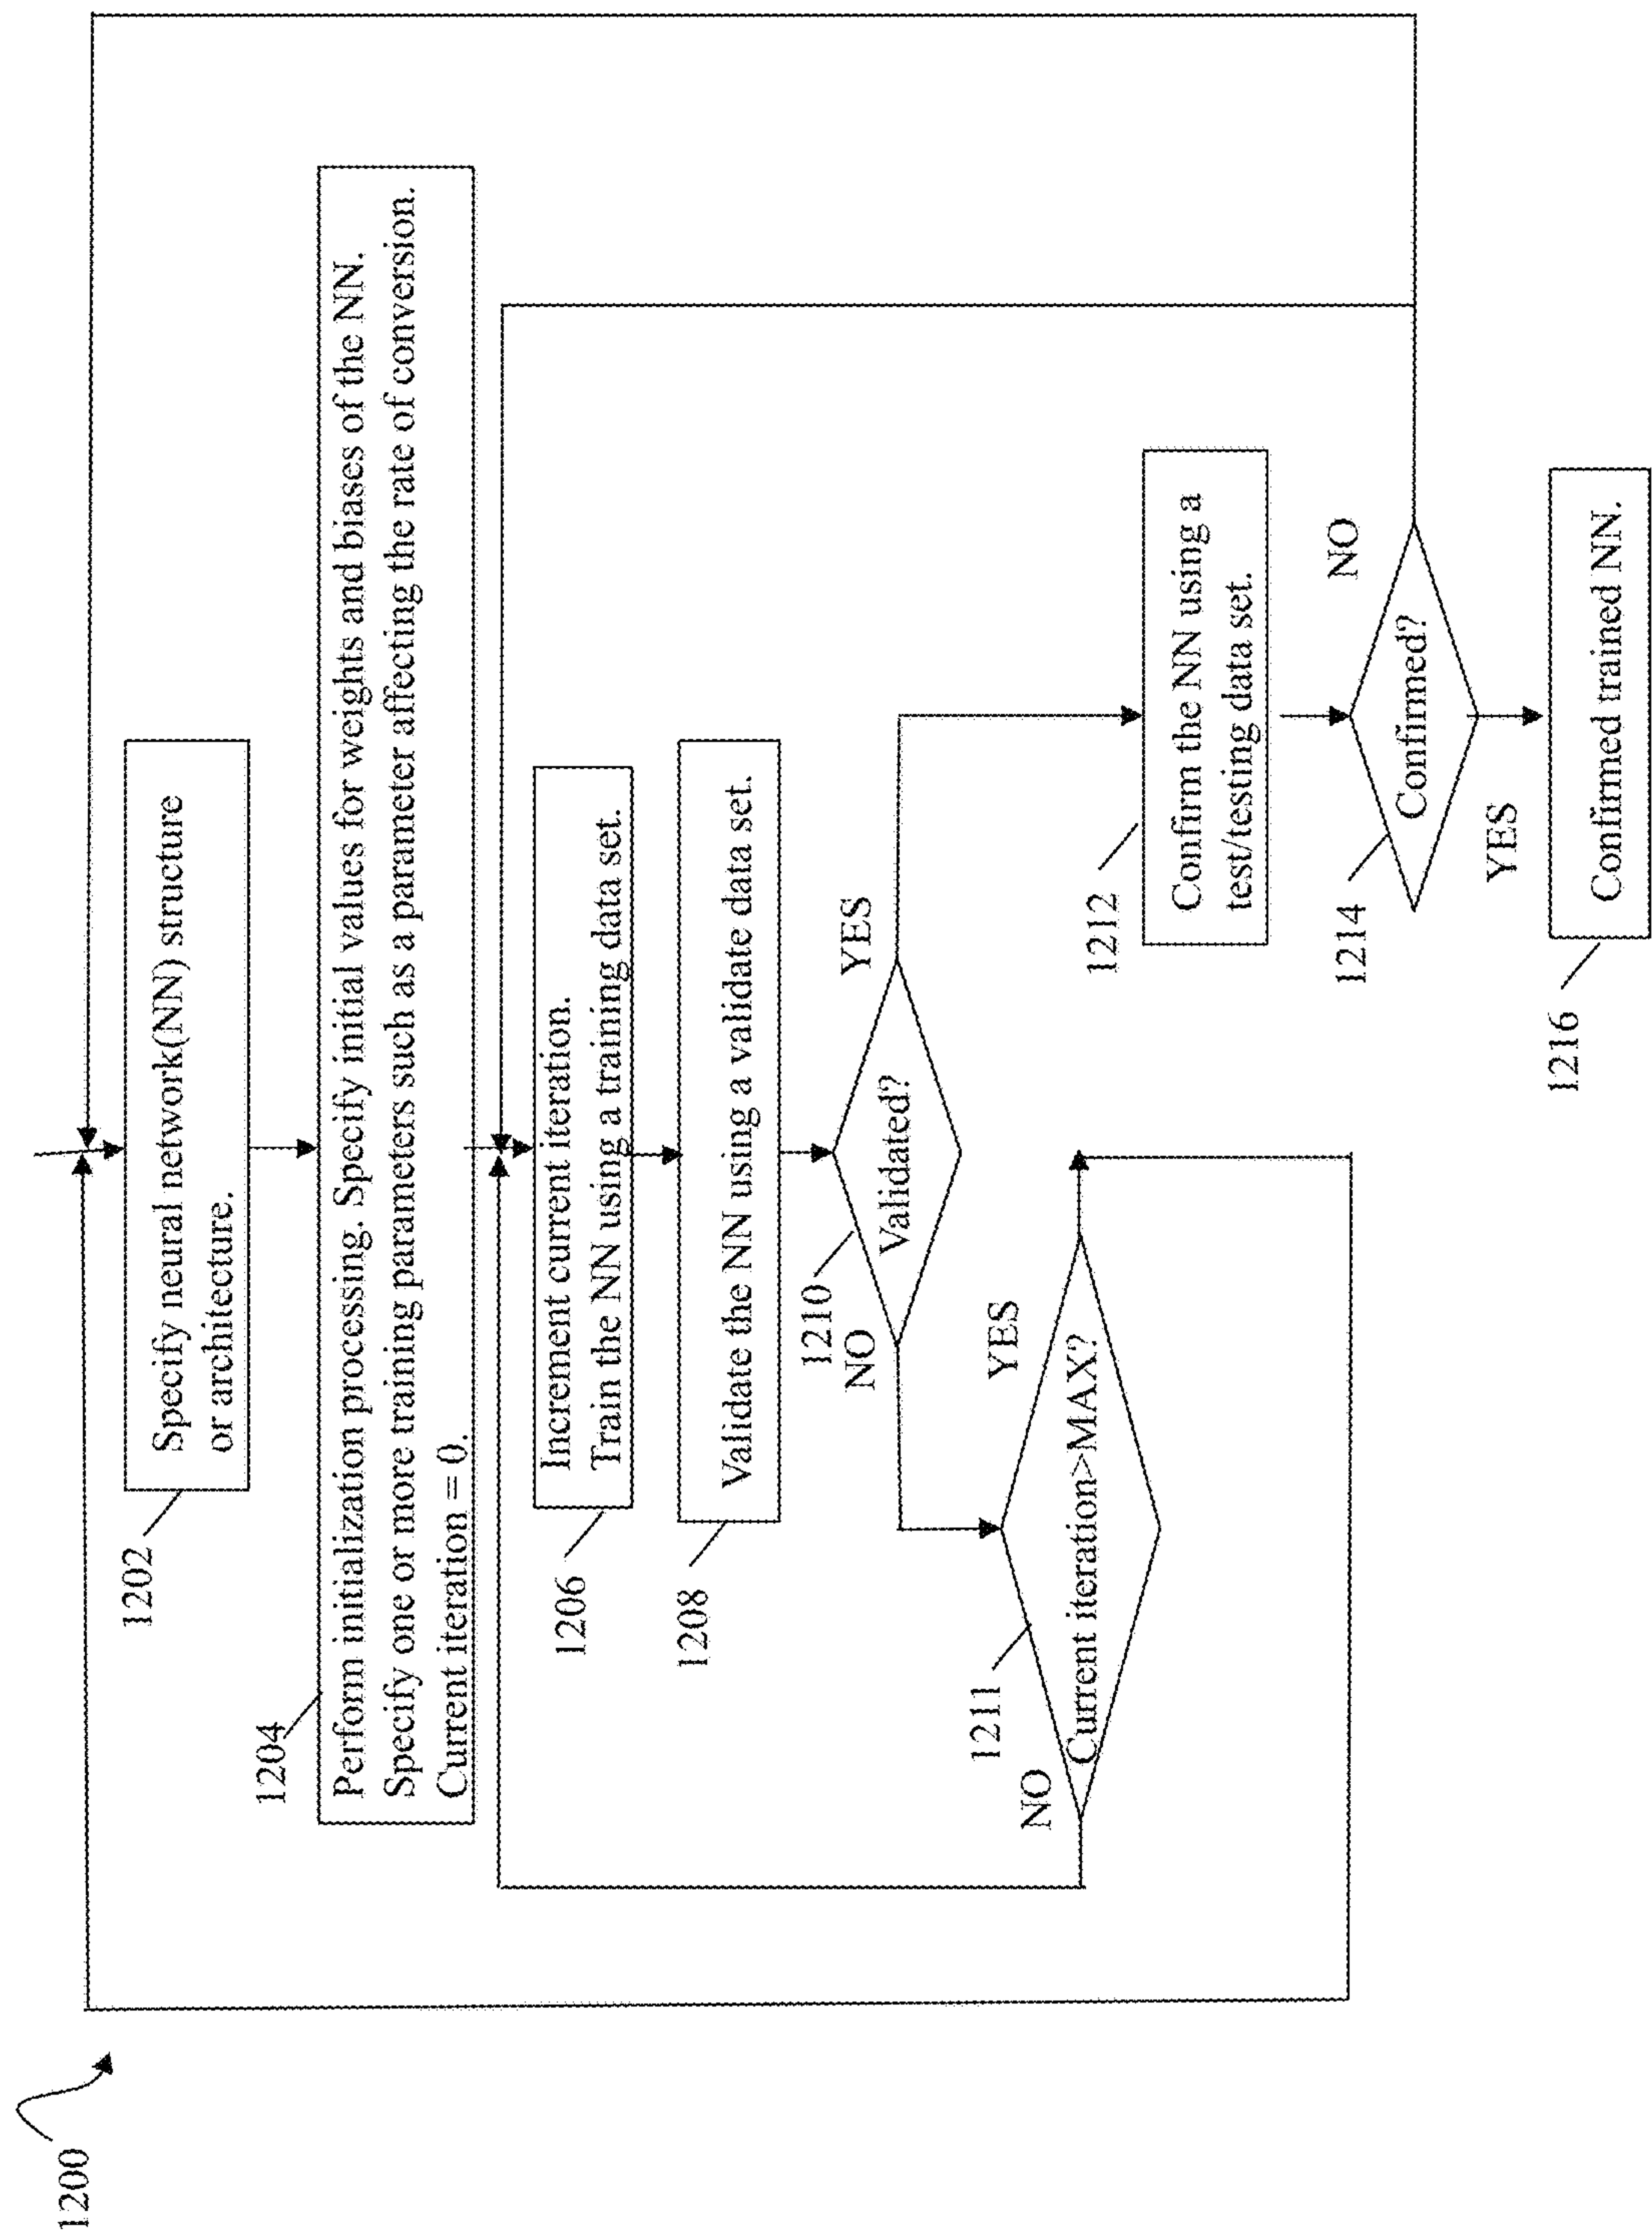 1200
1202
Specify neural network(NN) structure
or architecture.
1204
Perform initialization processing. Specify initial values for weights and biases of the NN.
Specify one or more training parameters such as a parameter affecting the rate of conversion.
Current iteration = 0.
1206
Increment current iteration.
Train the NN using a training data set.
1208
Validate the NN using a validate data set.
1210
NO
Validated?
YES
1211
NO
Current iteration>MAX?
YES
1212
Confirm the NN using a
test/testing data set.
1214
Confirmed?
NO
YES
1216
Confirmed trained NN.